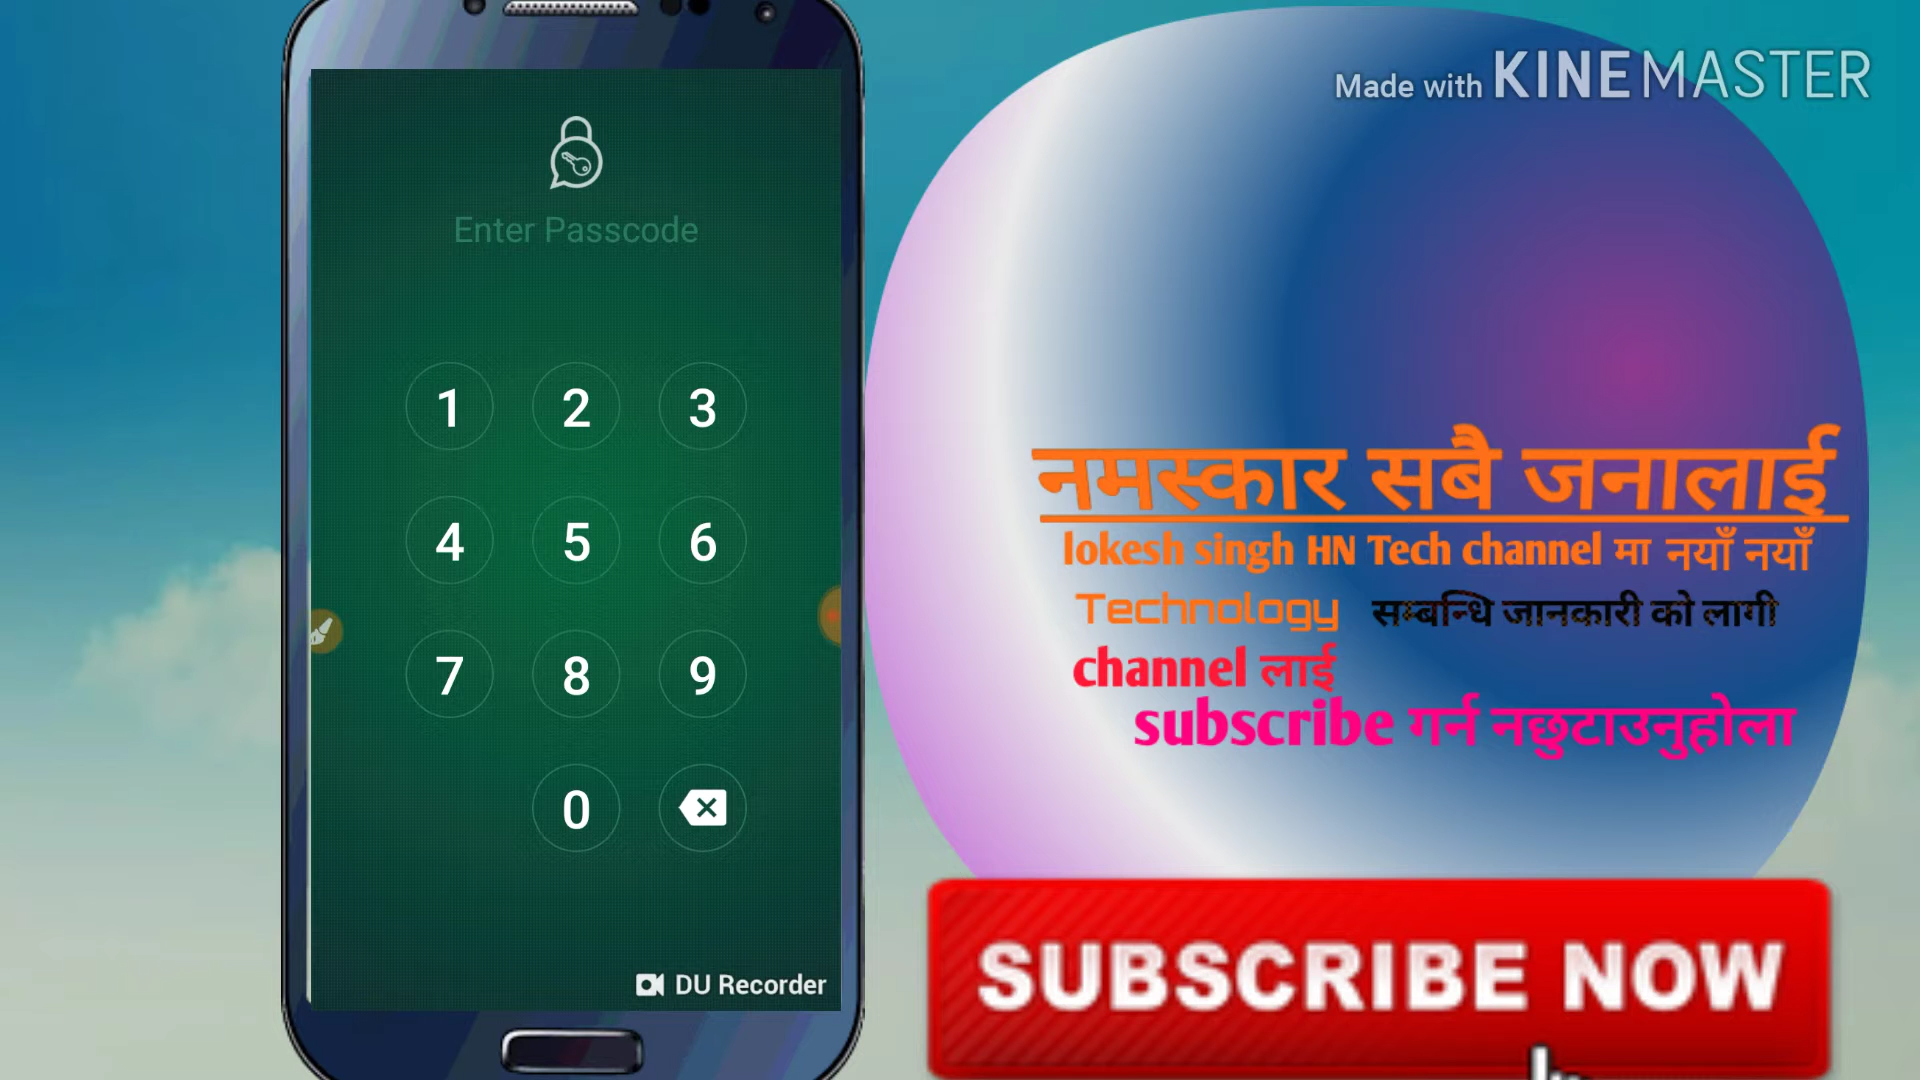 Made with KINEMASTER
Enter Passcode
1 2 3
4 5 6
7 8 9
0
DU Recorder
नमस्कार सबै जनालाई
lokesh singh HN Tech channel मा नयाँ नयाँ
Technology सम्बन्धि जानकारी को लागी
channel लाई
subscribe गर्न नछुटाउनुहोला
SUBSCRIBE NOW